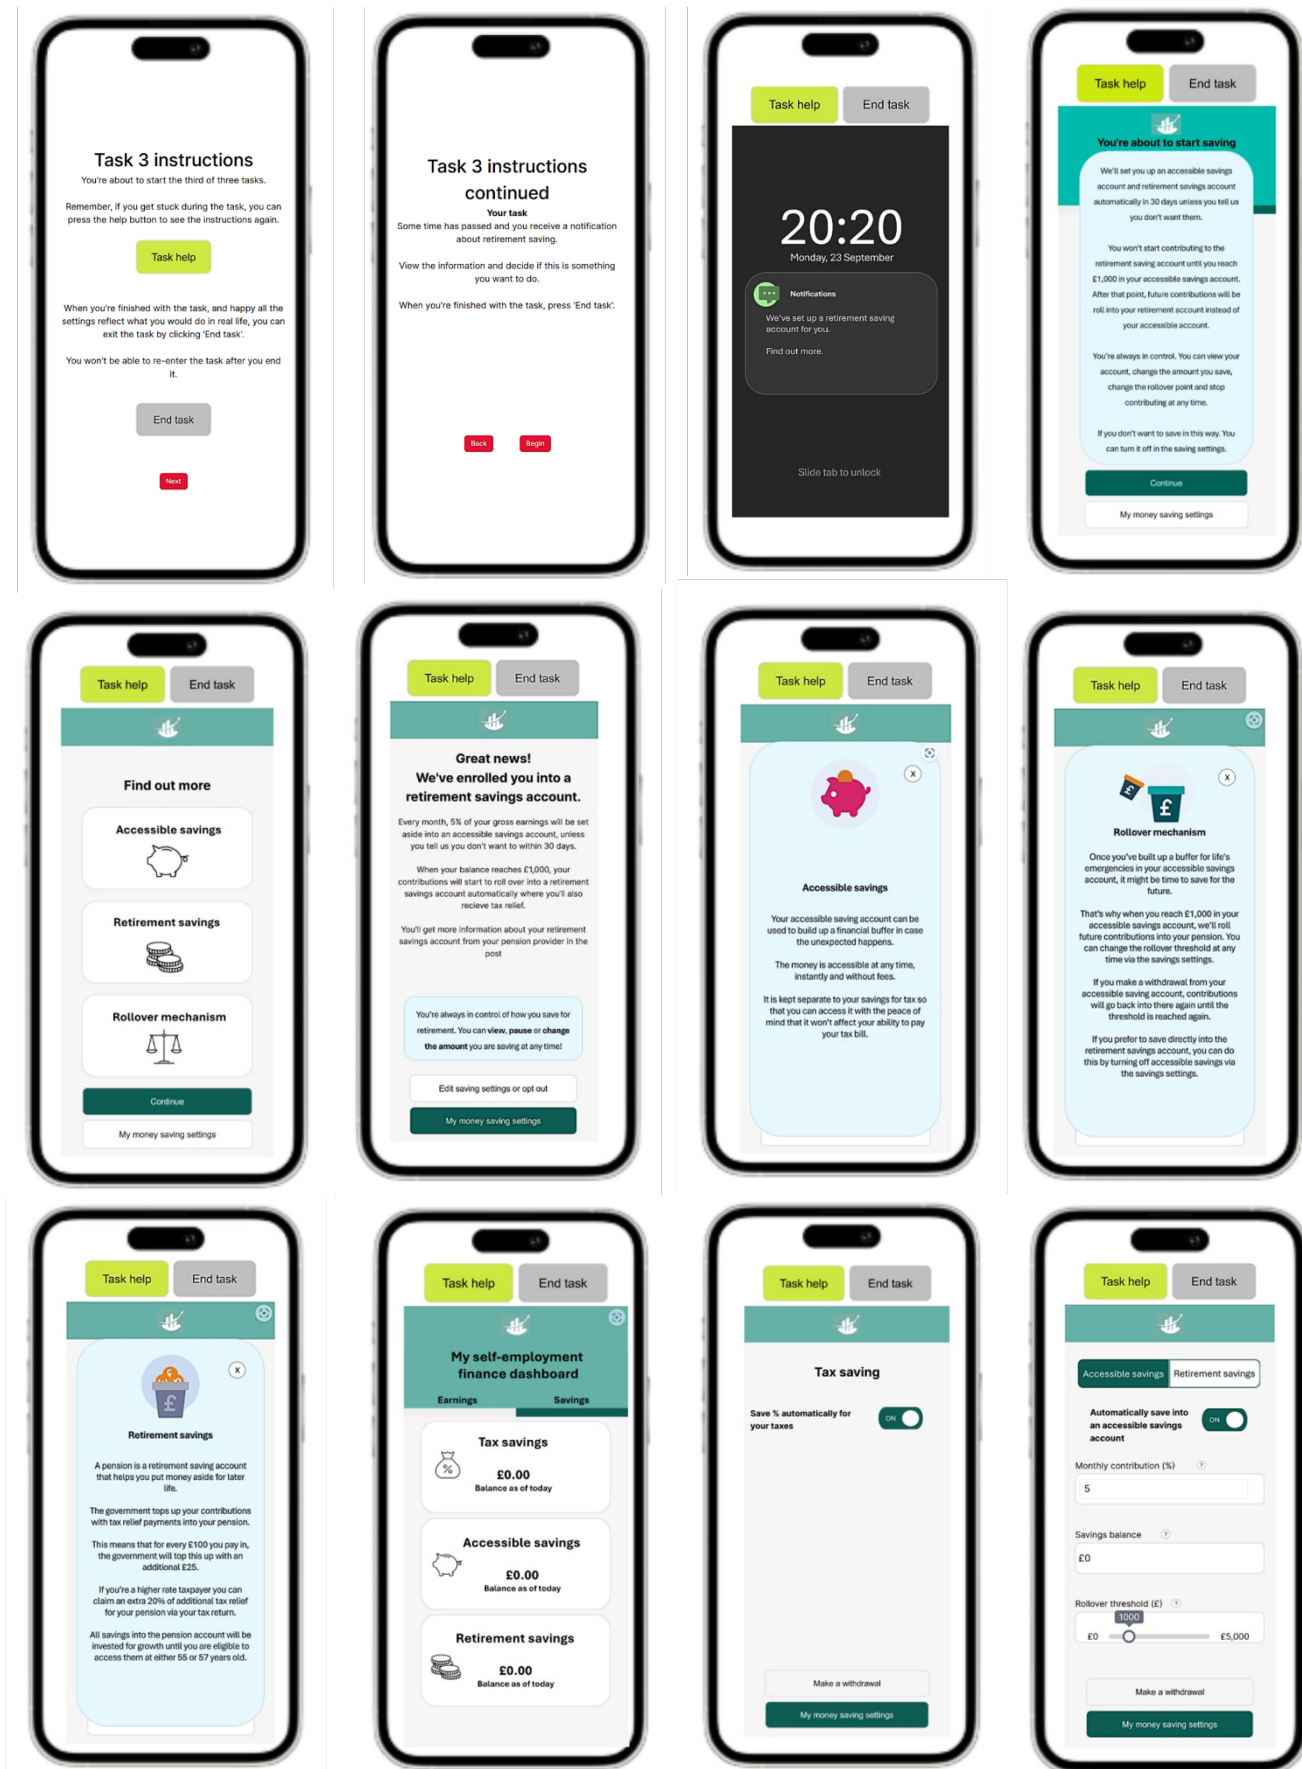 Task 3 instructions
You're about to start the third of three tasks.
Remember, if you get stuck during the task, you can
press the help button to see the instructions again.
Task help
When you're finished with the task, and happy all the
settings reflect what you would do in real life, you can
exit the task by clicking 'End task'.
You won't be able to re-enter the task after you end
it.
End task
Next
Task 3 instructions
continued
Your task
Some time has passed and you receive a notification
about retirement saving.
View the information and decide if this is something
you want to do.
When you're finished with the task, press 'End task'.
Back
Begin
Task help
End task
20:20
Monday, 23 September
Notifications
We've set up a retirement saving
account for you.
Find out more.
Slide tab to unlock
Task help
End task
You're about to start saving
We'll set you up an accessible savings
account and retirement savings account
automatically in 30 days unless you tell us
you don't want them.
You won't start contributing to the
retirement saving account until you reach
£1,000 in your accessible savings account.
After that point, future contributions will be
roll into your retirement account instead of
your accessible account.
You're always in control. You can view your
account, change the amount you save,
change the rollover point and stop
contributing at any time.
If you don't want to save in this way. You
can turn it off in the saving settings.
Continue
My money saving settings
Task help
End task
Find out more
Accessible savings
Retirement savings
Rollover mechanism
Continue
My money saving settings
Task help
End task
Great news!
We've enrolled you into a
retirement savings account.
Every month, 5% of your gross earnings will be set
aside into an accessible savings account, unless
you tell us you don't want to within 30 days.
When your balance reaches £1,000, your
contributions will start to roll over into a retirement
savings account automatically where you'll also
recieve tax relief.
You'll get more information about your retirement
savings account from your pension provider in the
post
You're always in control of how you save for
retirement. You can view, pause or change
the amount you are saving at any time!
Edit saving settings or opt out
My money saving settings
Task help
End task
X
Accessible savings
Your accessible saving account can be
used to build up a financial buffer in case
the unexpected happens.
The money is accessible at any time,
instantly and without fees.
It is kept separate to your savings for tax so
that you can access it with the peace of
mind that it won't affect your ability to pay
your tax bill.
Task help
End task
X
£
£
Rollover mechanism
Once you've built up a buffer for life's
emergencies in your accessible savings
account, it might be time to save for the
future.
That's why when you reach £1,000 in your
accessible savings account, we'll roll
future contributions into your pension. You
can change the rollover threshold at any
time via the savings settings.
If you make a withdrawal from your
accessible saving account, contributions
will go back into there again until the
threshold is reached again.
If you prefer to save directly into the
retirement savings account, you can do
this by turning off accessible savings via
the savings settings.
Task help
End task
X
£
Retirement savings
A pension is a retirement saving account
that helps you put money aside for later
life.
The government tops up your contributions
with tax relief payments into your pension.
This means that for every £100 you pay in,
the government will top this up with an
additional £25.
If you're a higher rate taxpayer you can
claim an extra 20% of additional tax relief
for your pension via your tax return.
All savings into the pension account will be
invested for growth until you are eligible to
access them at either 55 or 57 years old.
Task help
End task
My self-employment
finance dashboard
Earnings
Savings
Tax savings
%
£0.00
Balance as of today
Accessible savings
£0.00
Balance as of today
Retirement savings
£0.00
Balance as of today
Task help
End task
Tax saving
Save % automatically for
your taxes
ON
Make a withdrawal
My money saving settings
Task help
End task
Accessible savings
Retirement savings
Automatically save into
an accessible savings
account
ON
Monthly contribution (%) ?
5
Savings balance ?
£0
Rollover threshold (£) ?
1000
£0
£5,000
Make a withdrawal
My money saving settings